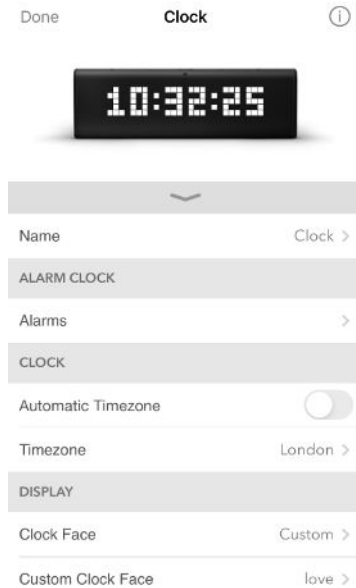 Done Clock
10:32:25
Name Clock
ALARM CLOCK
Alarms
CLOCK
Automatic Timezone
Timezone London
DISPLAY
Clock Face Custom
Custom Clock Face love